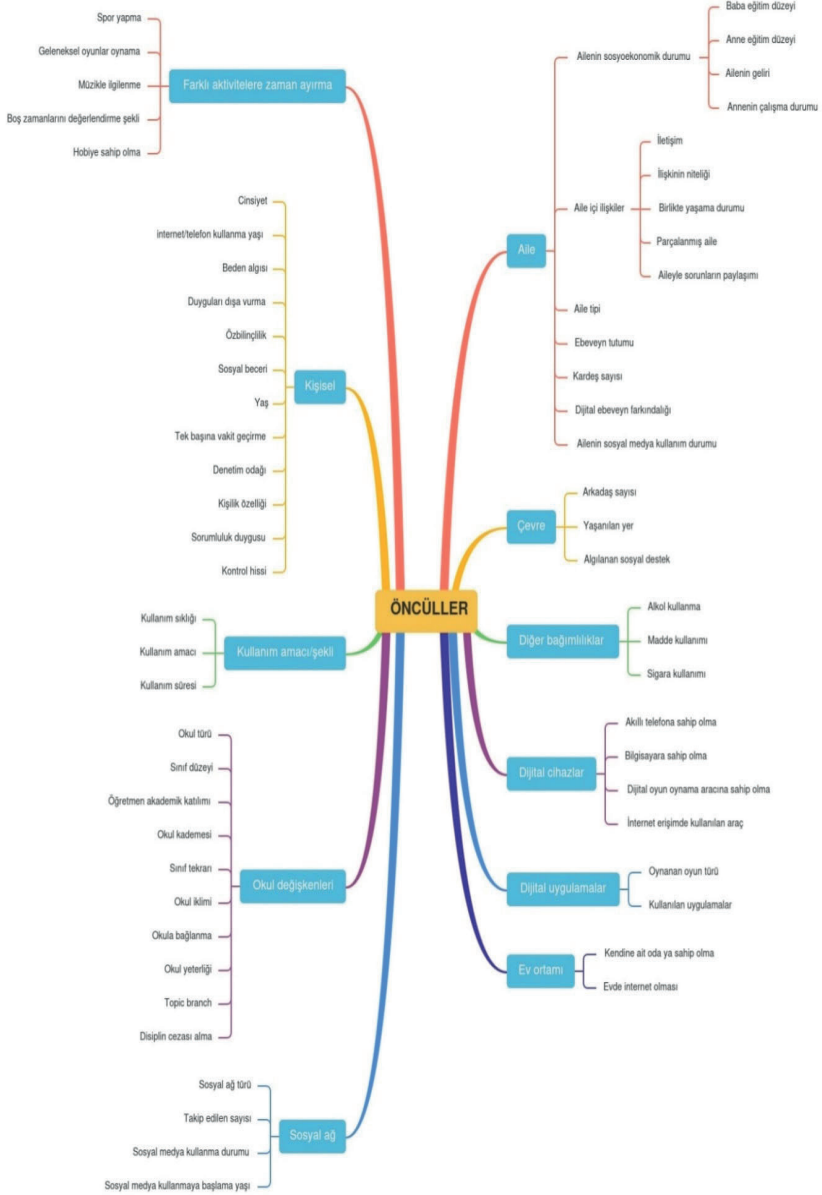 ÖNCÜLLER
Farklı aktivitelere zaman ayırma
Spor yapma
Geleneksel oyunlar oynama
Müzikle ilgilenme
Boş zamanlarını değerlendirme şekli
Hobiye sahip olma
Kişisel
Cinsiyet
internet/telefon kullanma yaşı
Beden algısı
Duyguları dışa vurma
Özbilinçlilik
Sosyal beceri
Yaş
Tek başına vakit geçirme
Denetim odağı
Kişilik özelliği
Sorumluluk duygusu
Kontrol hissi
Kullanım amacı/şekli
Kullanım sıklığı
Kullanım amacı
Kullanım süresi
Okul değişkenleri
Okul türü
Sınıf düzeyi
Öğretmen akademik katılımı
Okul kademesi
Sınıf tekrarı
Okul iklimi
Okula bağlanma
Okul yeterliği
Topic branch
Disiplin cezası alma
Sosyal ağ
Sosyal ağ türü
Takip edilen sayısı
Sosyal medya kullanma durumu
Sosyal medya kullanmaya başlama yaşı
Aile
Ailenin sosyoekonomik durumu
Baba eğitim düzeyi
Anne eğitim düzeyi
Ailenin geliri
Annenin çalışma durumu
Aile içi ilişkiler
İletişim
İlişkinin niteliği
Birlikte yaşama durumu
Parçalanmış aile
Aileyle sorunların paylaşımı
Aile tipi
Ebeveyn tutumu
Kardeş sayısı
Dijital ebeveyn farkındalığı
Ailenin sosyal medya kullanım durumu
Çevre
Arkadaş sayısı
Yaşanılan yer
Algılanan sosyal destek
Diğer bağımlılıklar
Alkol kullanma
Madde kullanımı
Sigara kullanımı
Dijital cihazlar
Akıllı telefona sahip olma
Bilgisayara sahip olma
Dijital oyun oynama aracına sahip olma
İnternet erişimde kullanılan araç
Dijital uygulamalar
Oynanan oyun türü
Kullanılan uygulamalar
Ev ortamı
Kendine ait oda ya sahip olma
Evde internet olması